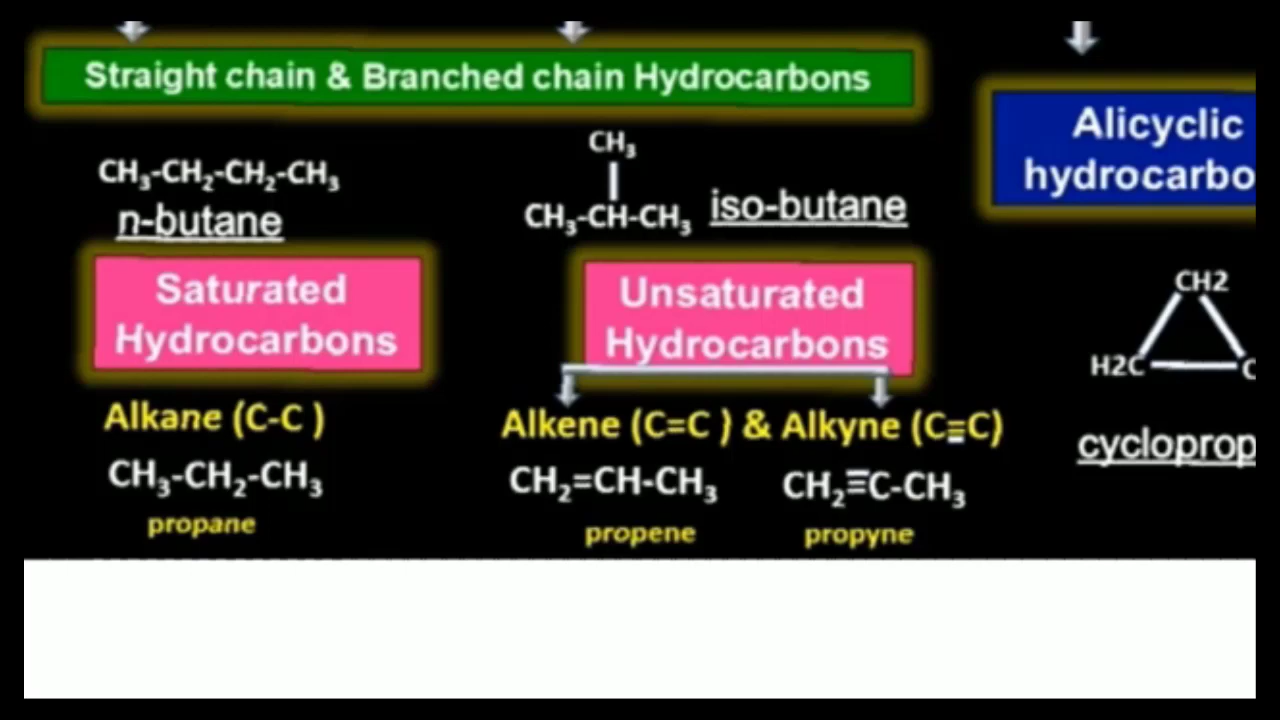 Straight chain & Branched chain Hydrocarbons
Alicyclic
hydrocarbo
CH₃-CH₂-CH₂-CH₃
n-butane
CH₃
CH₃-CH-CH₃
iso-butane
Saturated
Hydrocarbons
Unsaturated
Hydrocarbons
CH2
H2C
C
Alkane (C-C )
Alkene (C=C ) & Alkyne (C≡C)
cycloprop
CH₃-CH₂-CH₃
CH₂=CH-CH₃
CH₂≡C-CH₃
propane
propene
propyne